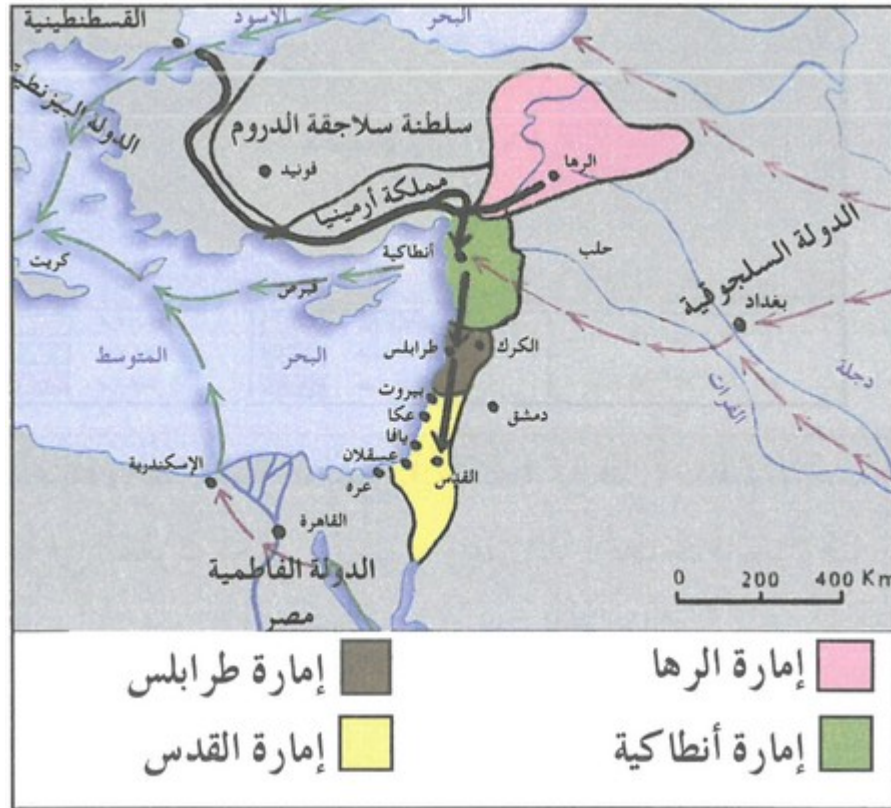 القسطنطينية
البحر
الأسود
الدولة البيزنطية
سلطنة سلاجقة الدروم
قونيد
مملكة أرمينيا
الرها
الدولة السلجوقية
بغداد
حلب
دجلة
الفرات
أنطاكية
كريت
قبرص
البحر
المتوسط
طرابلس
الكرك
بيروت
عكا
يافا
عسقلان
عره
القدس
دمشق
الإسكندرية
القاهرة
الدولة الفاطمية
مصر
0 200 400 Km
إمارة الرها
إمارة طرابلس
إمارة أنطاكية
إمارة القدس